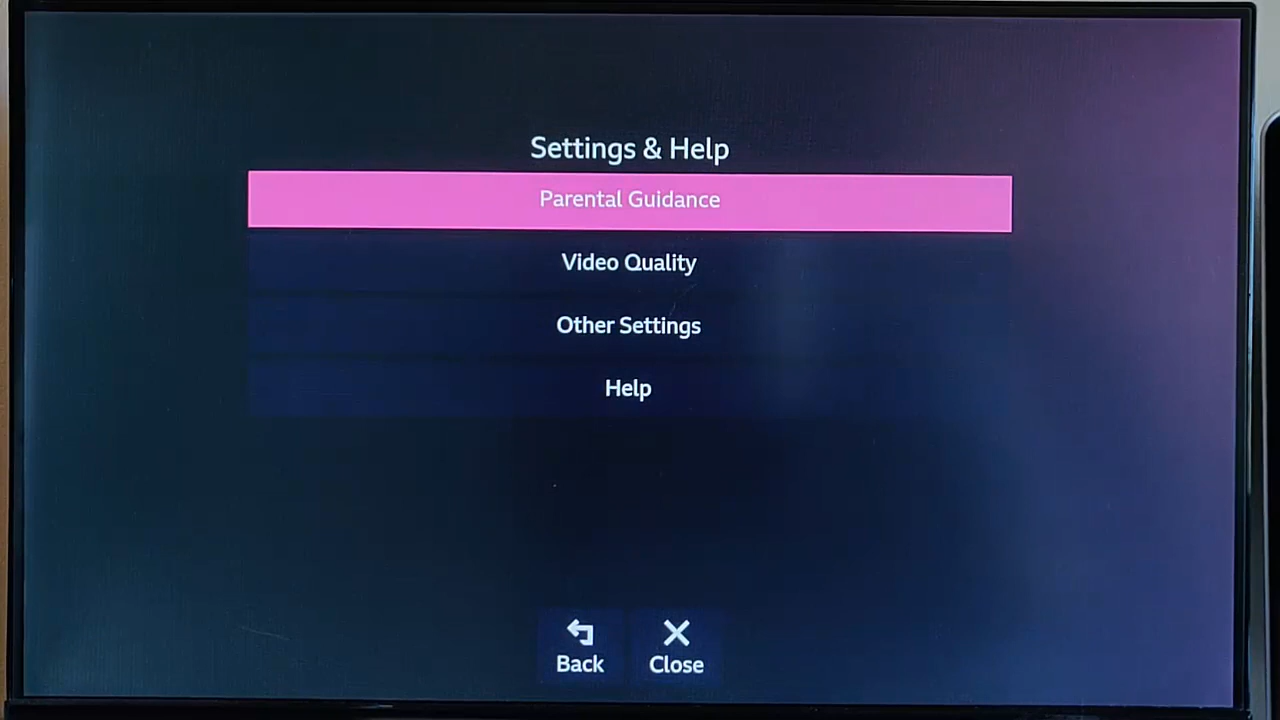 Settings & Help
Parental Guidance
Video Quality
Other Settings
Help
Back
Close